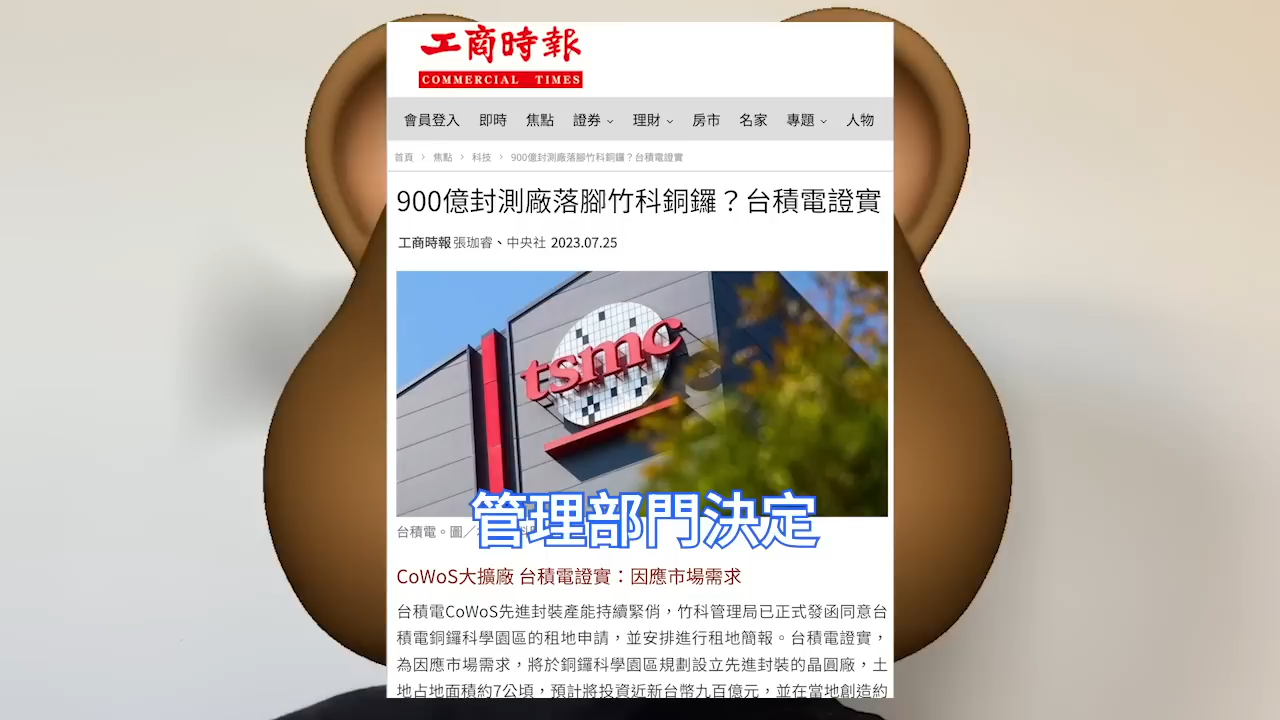 工商時報
COMMERCIAL TIMES
會員登入 即時 焦點 證券 理財 房市 名家 專題 人物
首頁 > 焦點 > 科技 > 900億封測廠落腳竹科銅鑼？台積電證實
900億封測廠落腳竹科銅鑼？台積電證實
工商時報 張珈睿、中央社 2023.07.25
tsmc
管理部門決定
台積電。圖／
CoWoS大擴廠 台積電證實：因應市場需求
台積電CoWoS先進封裝產能持續緊俏，竹科管理局已正式發函同意台
積電銅鑼科學園區的租地申請，並安排進行租地簡報。台積電證實，
為因應市場需求，將於銅鑼科學園區規劃設立先進封裝的晶圓廠，土
地占地面積約7公頃，預計將投資近新台幣九百億元，並在當地創造約